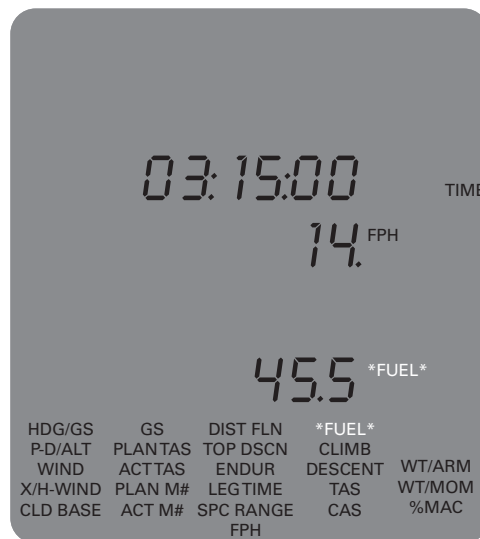 03:15:00 TIME
14. FPH
45.5 *FUEL*
HDG/GS GS DIST FLN *FUEL*
P-D/ALT PLAN TAS TOP DSCN CLIMB
WIND ACT TAS ENDUR DESCENT WT/ARM
X/H-WIND PLAN M# LEG TIME TAS WT/MOM
CLD BASE ACT M# SPC RANGE CAS %MAC
FPH